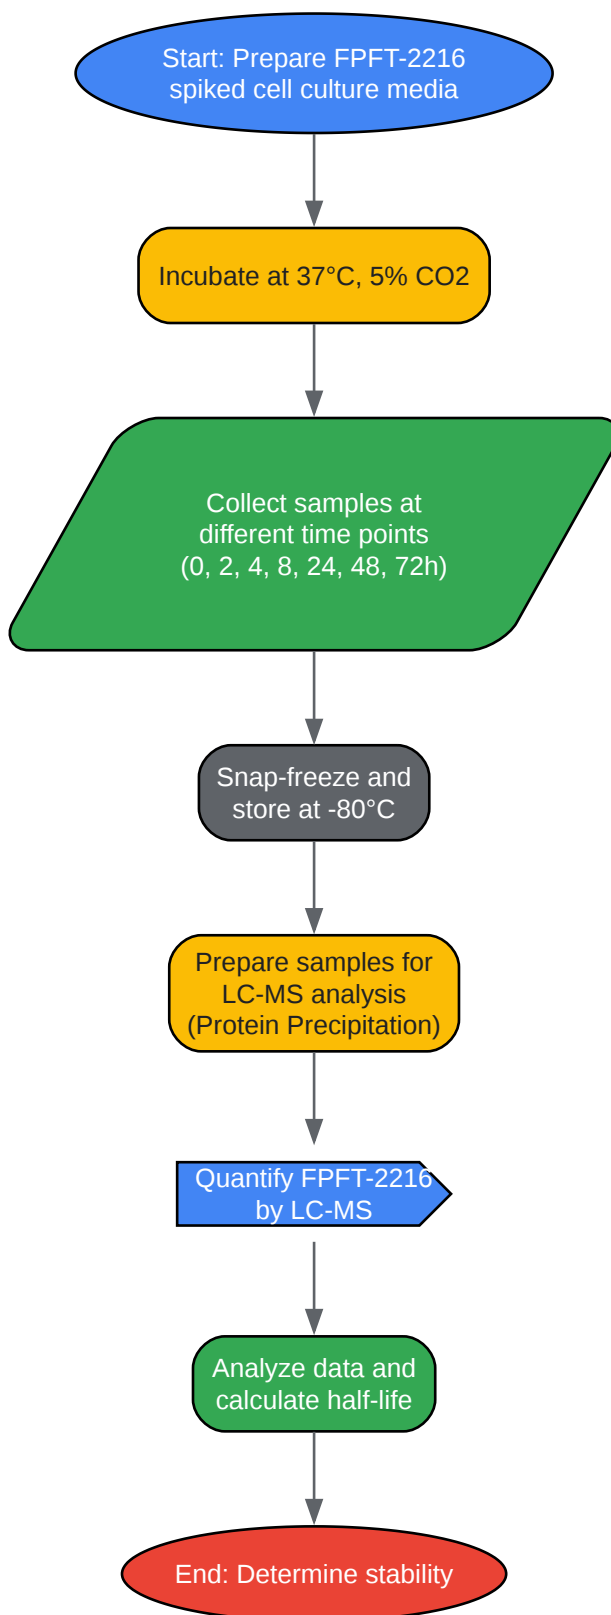 Start: Prepare FPFT-2216
spiked cell culture media
Incubate at 37°C, 5% CO2
Collect samples at
different time points
(0, 2, 4, 8, 24, 48, 72h)
Snap-freeze and
store at -80°C
Prepare samples for
LC-MS analysis
(Protein Precipitation)
Quantify FPFT-2216
by LC-MS
Analyze data and
calculate half-life
End: Determine stability